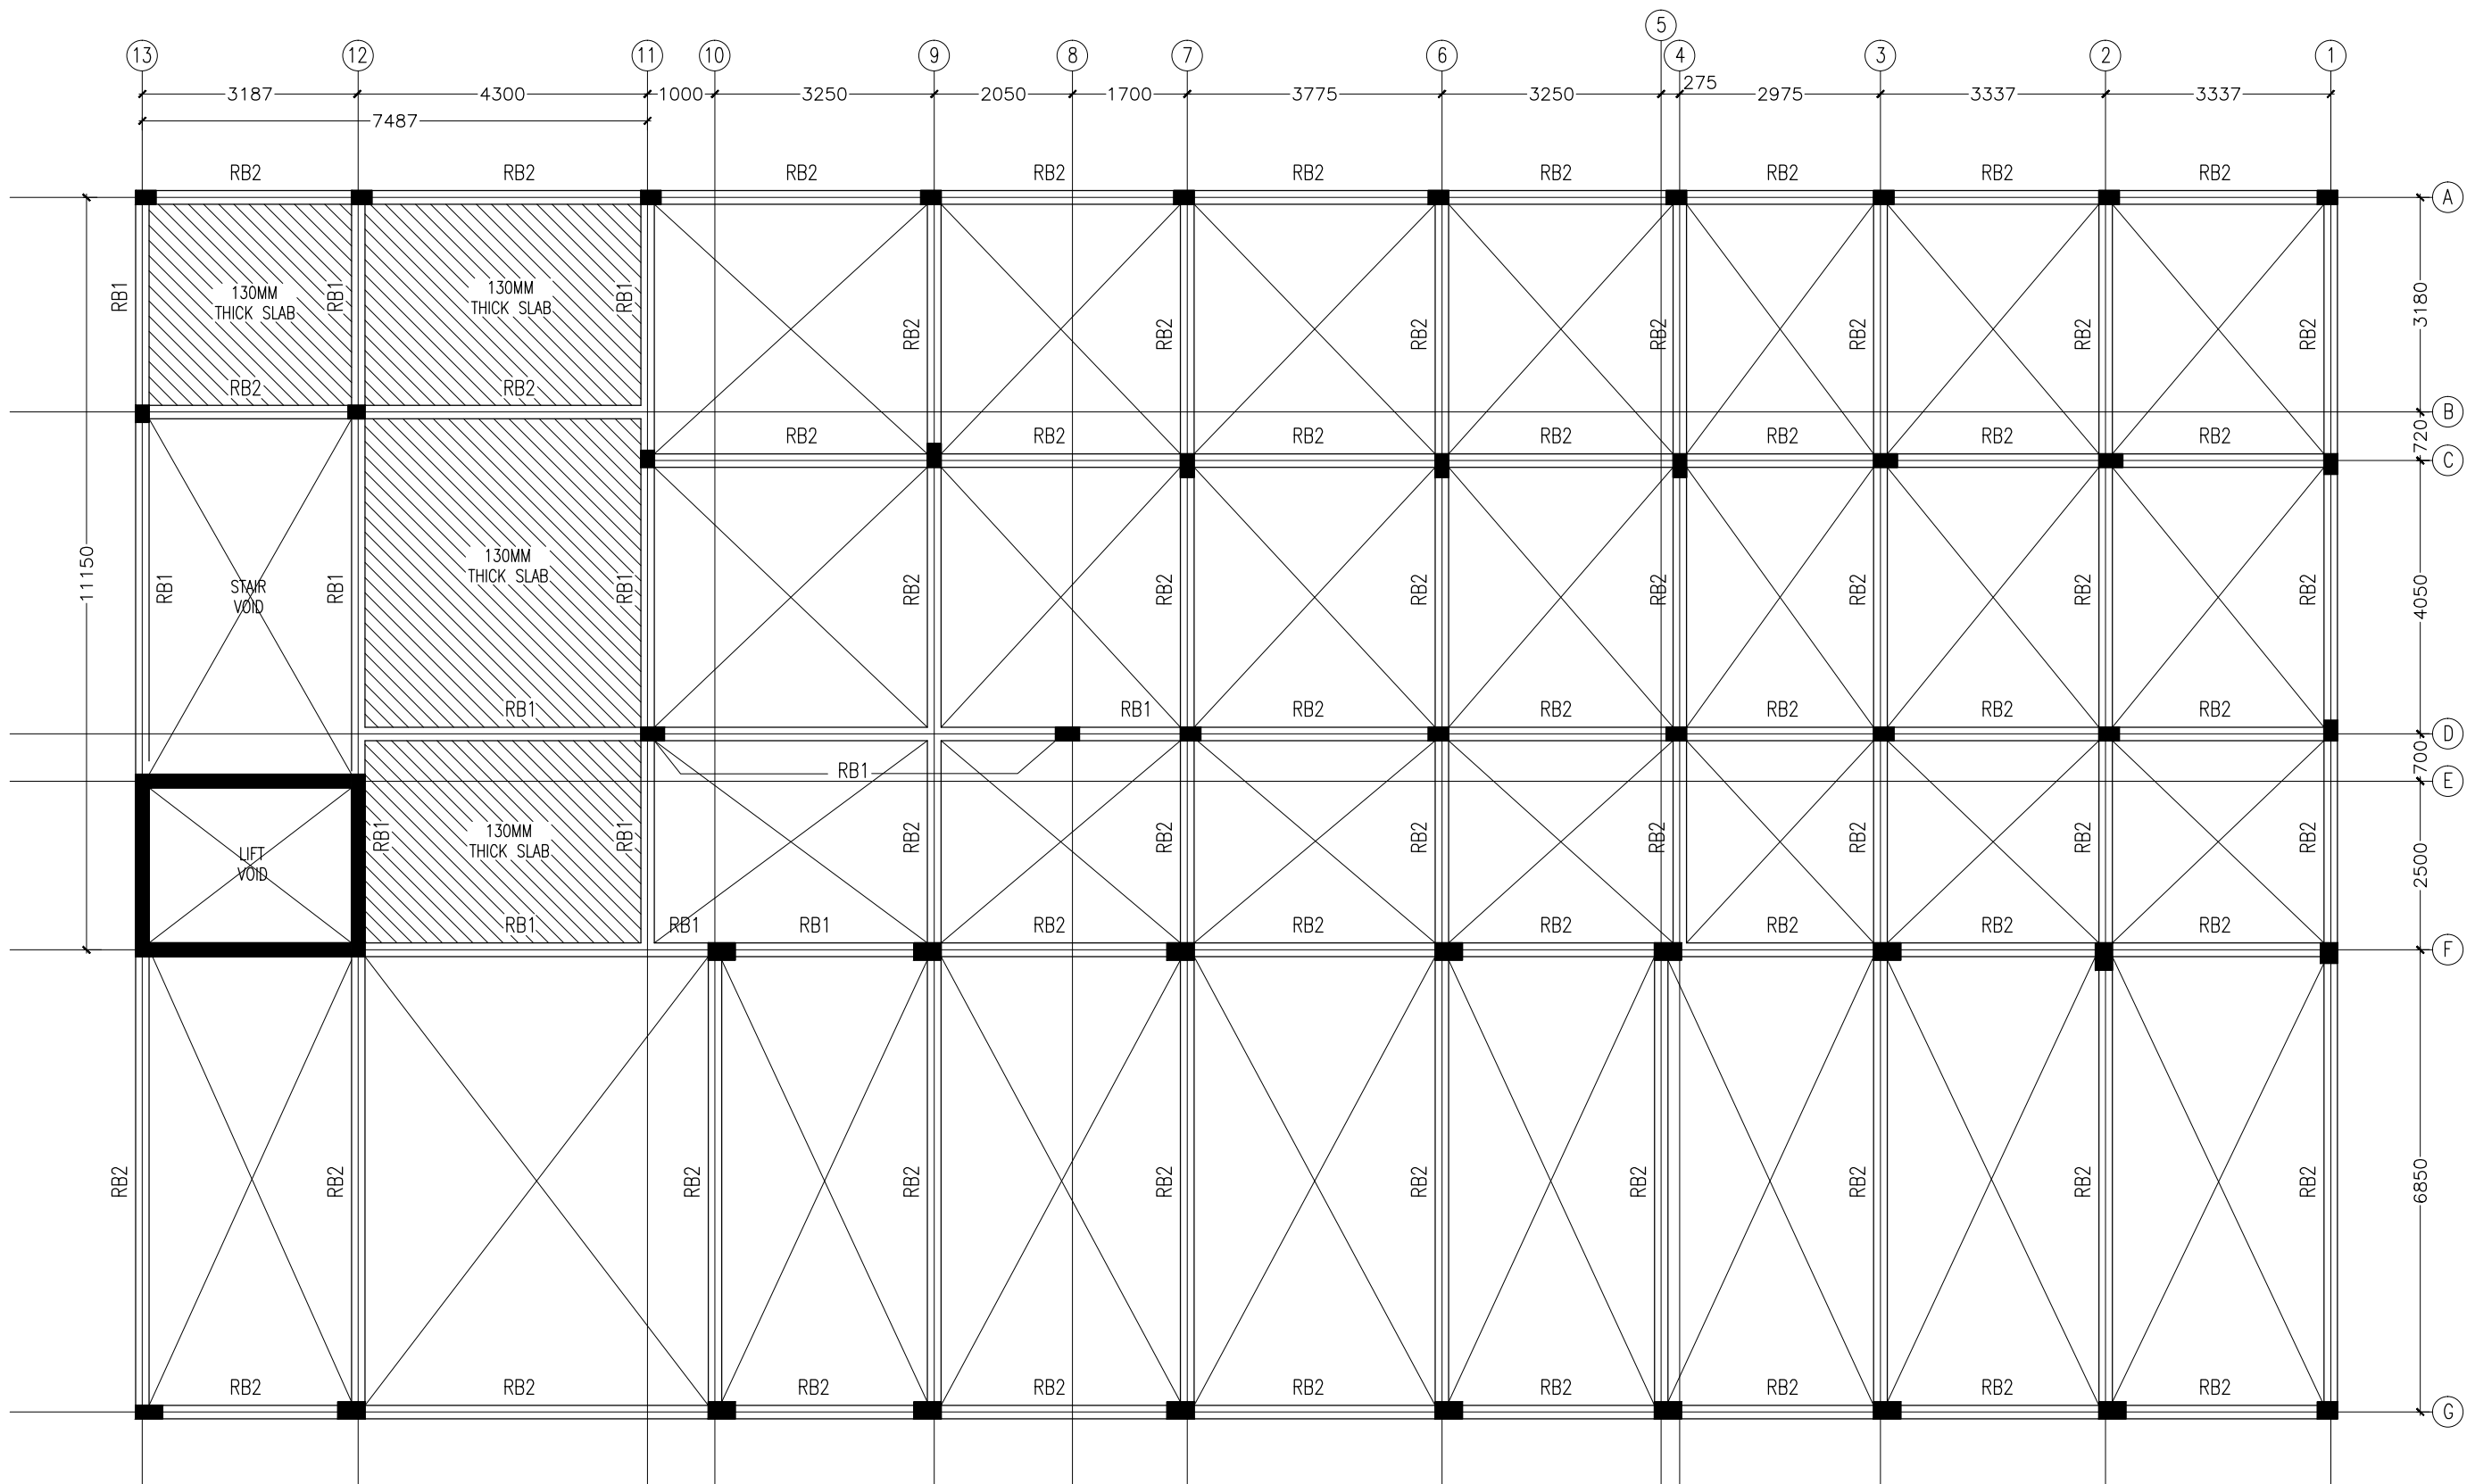 5
13 12 11 10 9 8 7 6 4 3 2 1
275
3187 4300 1000 3250 2050 1700 3775 3250 2975 3337 3337
7487
RB2 RB2 RB2 RB2 RB2 RB2 RB2 RB2 RB2
A
RB1 130MM THICK SLAB RB1 130MM THICK SLAB RB1 3180
RB2 RB2 RB2 RB2 RB2 RB2 RB2
RB2 RB2
B
RB2 RB2 RB2 RB2 RB2 RB2 RB2 720
C
11150 RB1 STAIR VOID RB1 130MM THICK SLAB RB1 RB2 RB2 RB2 RB2 RB2 RB2 RB2 4050
RB1 RB1 RB2 RB2 RB2 RB2 RB2
D
RB1 700
E
LIFT VOID RB1 130MM THICK SLAB RB1 RB2 RB2 RB2 RB2 RB2 RB2 RB2 2500
RB1 RB1 RB1 RB2 RB2 RB2 RB2 RB2 RB2
F
RB2 RB2 RB2 RB2 RB2 RB2 RB2 RB2 RB2 RB2 6850
RB2 RB2 RB2 RB2 RB2 RB2 RB2 RB2 RB2
G